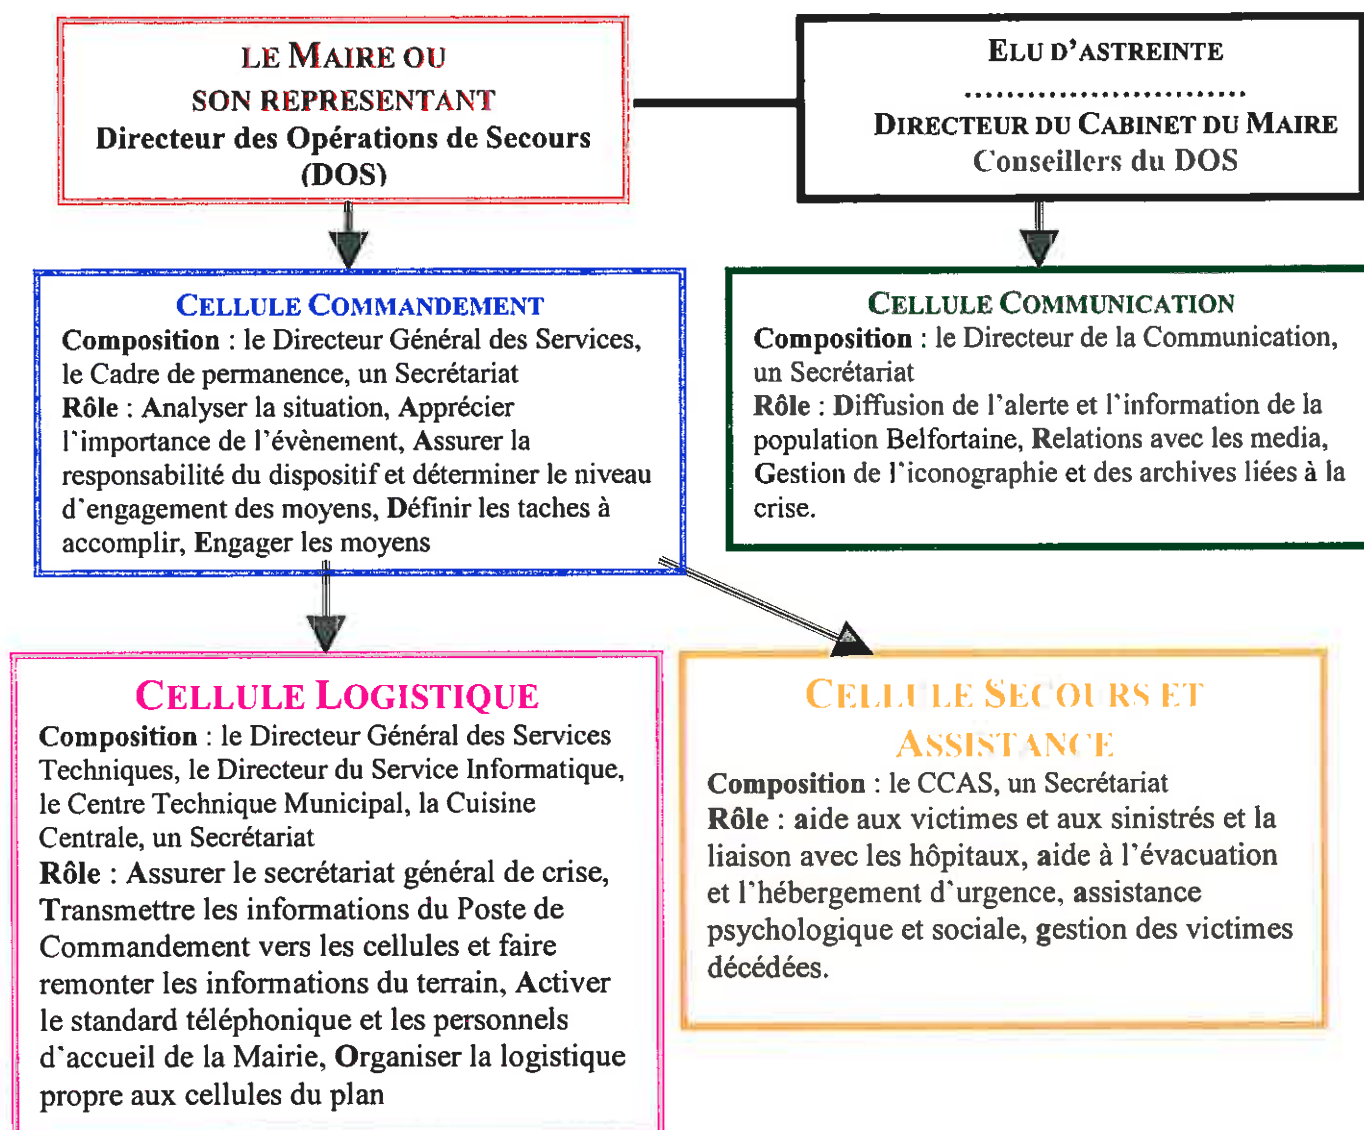 LE MAIRE OU
SON REPRESENTANT
Directeur des Opérations de Secours
(DOS)
ELU D'ASTREINTE
...........................
DIRECTEUR DU CABINET DU MAIRE
Conseillers du DOS
CELLULE COMMANDEMENT
Composition : le Directeur Général des Services,
le Cadre de permanence, un Secrétariat
Rôle : Analyser la situation, Apprécier
l'importance de l'évènement, Assurer la
responsabilité du dispositif et déterminer le niveau
d'engagement des moyens, Définir les taches à
accomplir, Engager les moyens
CELLULE COMMUNICATION
Composition : le Directeur de la Communication,
un Secrétariat
Rôle : Diffusion de l'alerte et l'information de la
population Belfortaine, Relations avec les media,
Gestion de l'iconographie et des archives liées à la
crise.
CELLULE LOGISTIQUE
Composition : le Directeur Général des Services
Techniques, le Directeur du Service Informatique,
le Centre Technique Municipal, la Cuisine
Centrale, un Secrétariat
Rôle : Assurer le secrétariat général de crise,
Transmettre les informations du Poste de
Commandement vers les cellules et faire
remonter les informations du terrain, Activer
le standard téléphonique et les personnels
d'accueil de la Mairie, Organiser la logistique
propre aux cellules du plan
CELLULE SECOURS ET
ASSISTANCE
Composition : le CCAS, un Secrétariat
Rôle : aide aux victimes et aux sinistrés et la
liaison avec les hôpitaux, aide à l'évacuation
et l'hébergement d'urgence, assistance
psychologique et sociale, gestion des victimes
décédées.